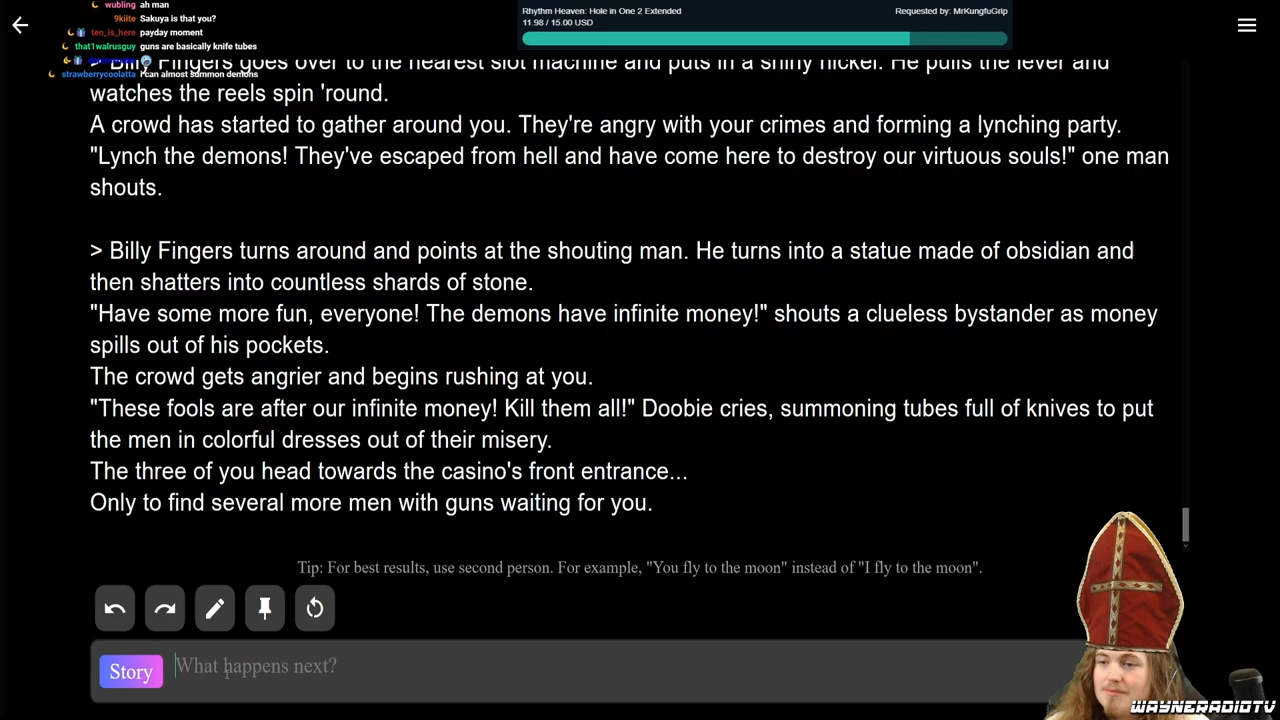 wubling ah man
9kiite Sakuya is that you?
ten_is_here payday moment
that1walrusguy guns are basically knife tubes
strawberrycoolatta I can almost summon demons
Rhythm Heaven: Hole in One 2 Extended
Requested by: MrKungfuGrip
11.98 / 15.00 USD
> Billy Fingers goes over to the nearest slot machine and puts in a shiny nickel. He pulls the lever and
watches the reels spin 'round.
A crowd has started to gather around you. They're angry with your crimes and forming a lynching party.
"Lynch the demons! They've escaped from hell and have come here to destroy our virtuous souls!" one man
shouts.
> Billy Fingers turns around and points at the shouting man. He turns into a statue made of obsidian and
then shatters into countless shards of stone.
"Have some more fun, everyone! The demons have infinite money!" shouts a clueless bystander as money
spills out of his pockets.
The crowd gets angrier and begins rushing at you.
"These fools are after our infinite money! Kill them all!" Doobie cries, summoning tubes full of knives to put
the men in colorful dresses out of their misery.
The three of you head towards the casino's front entrance...
Only to find several more men with guns waiting for you.
Tip: For best results, use second person. For example, "You fly to the moon" instead of "I fly to the moon".
Story
What happens next?
WAYNERADIOTV